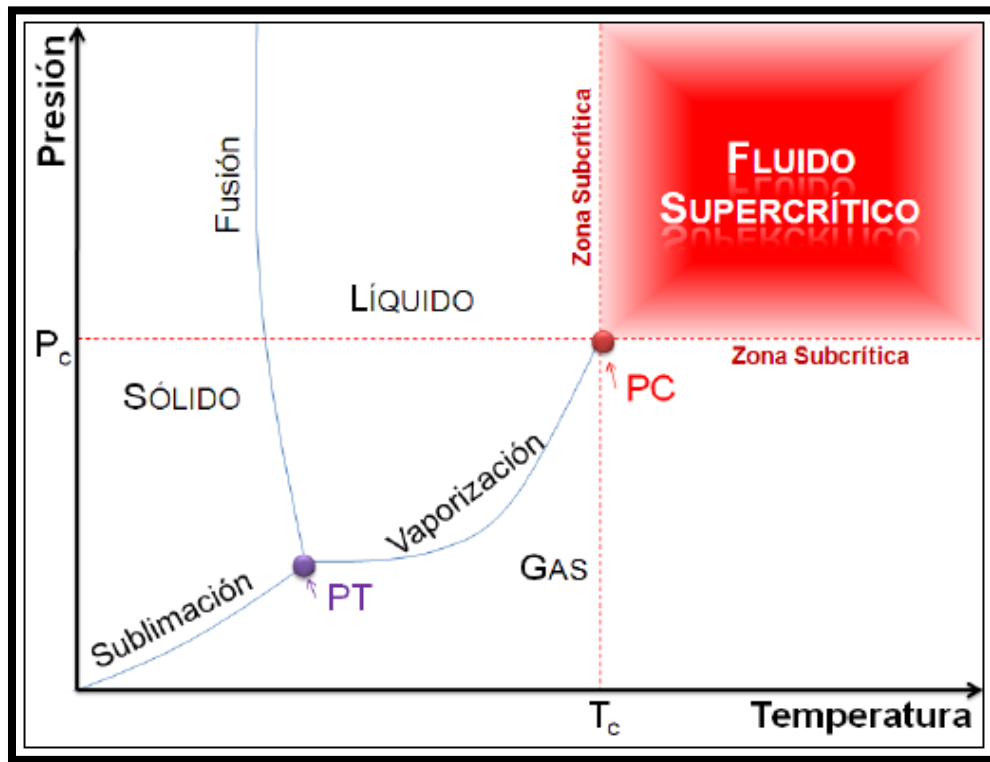 Presión
Fusión
Zona Subcrítica
FLUIDO
SUPERCRÍTICO
LÍQUIDO
Pc
Zona Subcrítica
SÓLIDO
PC
Vaporización
GAS
PT
Sublimación
Tc
Temperatura